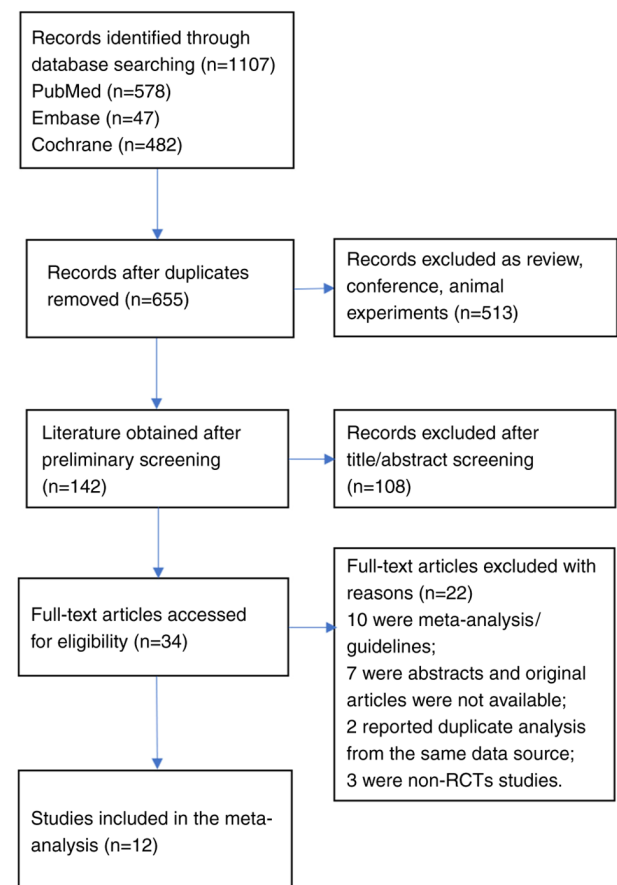 Records identified through
database searching (n=1107)
PubMed (n=578)
Embase (n=47)
Cochrane (n=482)
Records after duplicates
removed (n=655)
Records excluded as review,
conference, animal
experiments (n=513)
Literature obtained after
preliminary screening
(n=142)
Records excluded after
title/abstract screening
(n=108)
Full-text articles accessed
for eligibility (n=34)
Full-text articles excluded with
reasons (n=22)
10 were meta-analysis/
guidelines;
7 were abstracts and original
articles were not available;
2 reported duplicate analysis
from the same data source;
3 were non-RCTs studies.
Studies included in the meta-
analysis (n=12)